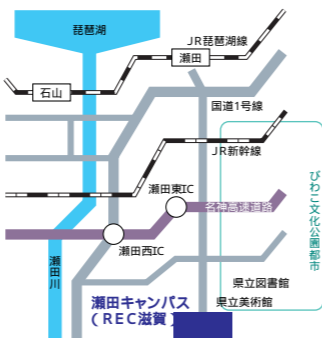 琵琶湖
JR琵琶湖線
瀬田
石山
国道1号線
JR新幹線
びわこ文化公園都市
瀬田東IC
名神高速道路
瀬田西IC
瀬田川
県立図書館
県立美術館
瀬田キャンパス
(REC滋賀)